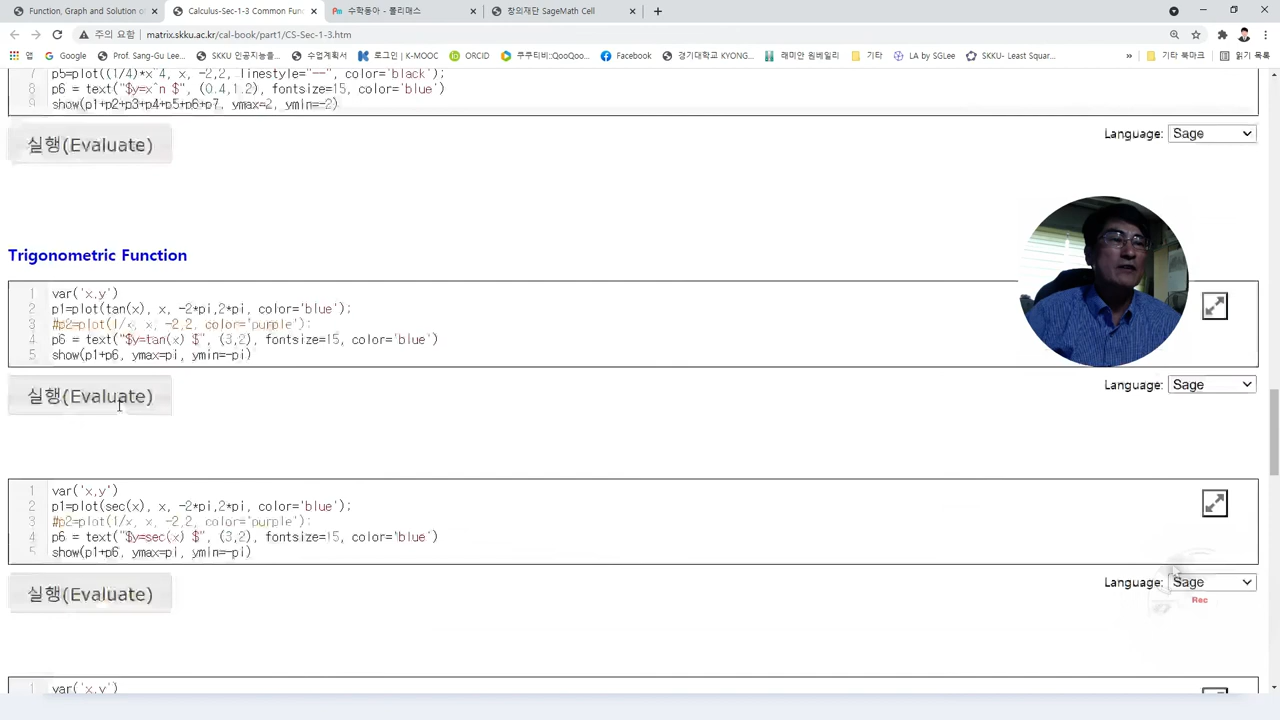 Function, Graph and Solution of
Calculus-Sec-1-3 Common Func
수학동아 - 폴리매스
창의재단 SageMath Cell
주의 요함
matrix.skku.ac.kr/cal-book/part1/CS-Sec-1-3.htm
앱
Google
Prof. Sang-Gu Lee...
SKKU 인공지능을...
수업계획서
로그인 | K-MOOC
ORCID
쿠쿠티비::QooQoo...
Facebook
경기대학교 KYONG...
래미안 원베일리
기타
LA by SGLee
SKKU- Least Squar...
»
기타 북마크
읽기 목록
7 p5=plot((1/4)*x^4, x, -2,2, linestyle="--", color='black');
8 p6 = text("$y=x^n $", (0.4,1.2), fontsize=15, color='blue')
9 show(p1+p2+p3+p4+p5+p6+p7, ymax=2, ymin=-2)
실행(Evaluate)
Language: Sage
Trigonometric Function
1 var('x,y')
2 p1=plot(tan(x), x, -2*pi,2*pi, color='blue');
3 #p2=plot(1/x, x, -2,2, color='purple');
4 p6 = text("$y=tan(x) $", (3,2), fontsize=15, color='blue')
5 show(p1+p6, ymax=pi, ymin=-pi)
실행(Evaluate)
Language: Sage
1 var('x,y')
2 p1=plot(sec(x), x, -2*pi,2*pi, color='blue');
3 #p2=plot(1/x, x, -2,2, color='purple');
4 p6 = text("$y=sec(x) $", (3,2), fontsize=15, color='blue')
5 show(p1+p6, ymax=pi, ymin=-pi)
실행(Evaluate)
Language: Sage
Rec
1 var('x,y')